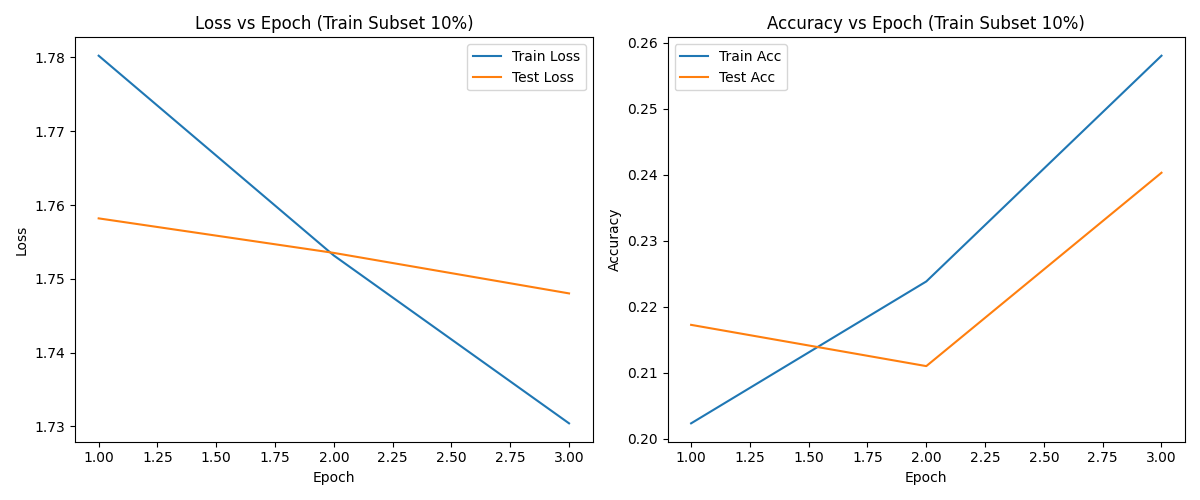 Loss vs Epoch (Train Subset 10%)
Train Loss
Test Loss
1.78
1.77
1.76
1.75
1.74
1.73
Loss
1.00 1.25 1.50 1.75 2.00 2.25 2.50 2.75 3.00
Epoch
Accuracy vs Epoch (Train Subset 10%)
Train Acc
Test Acc
0.26
0.25
0.24
0.23
0.22
0.21
0.20
Accuracy
1.00 1.25 1.50 1.75 2.00 2.25 2.50 2.75 3.00
Epoch